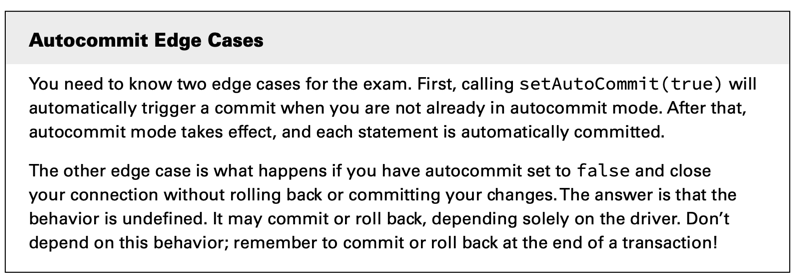 Autocommit Edge Cases
You need to know two edge cases for the exam. First, calling setAutoCommit(true) will
automatically trigger a commit when you are not already in autocommit mode. After that,
autocommit mode takes effect, and each statement is automatically committed.
The other edge case is what happens if you have autocommit set to false and close
your connection without rolling back or committing your changes. The answer is that the
behavior is undefined. It may commit or roll back, depending solely on the driver. Don’t
depend on this behavior; remember to commit or roll back at the end of a transaction!